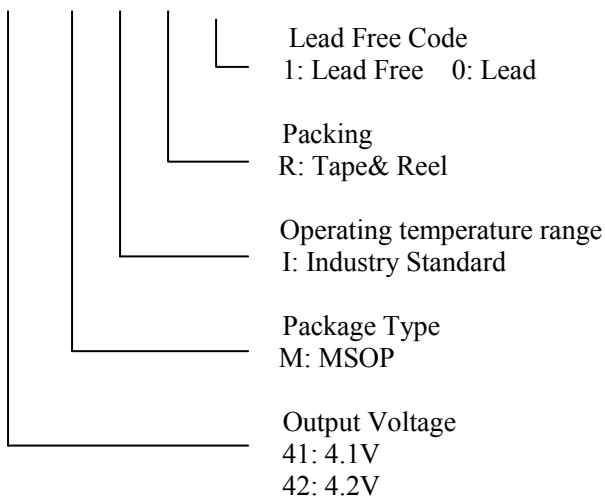 Lead Free Code
1: Lead Free 0: Lead
Packing
R: Tape& Reel
Operating temperature range
I: Industry Standard
Package Type
M: MSOP
Output Voltage
41: 4.1V
42: 4.2V